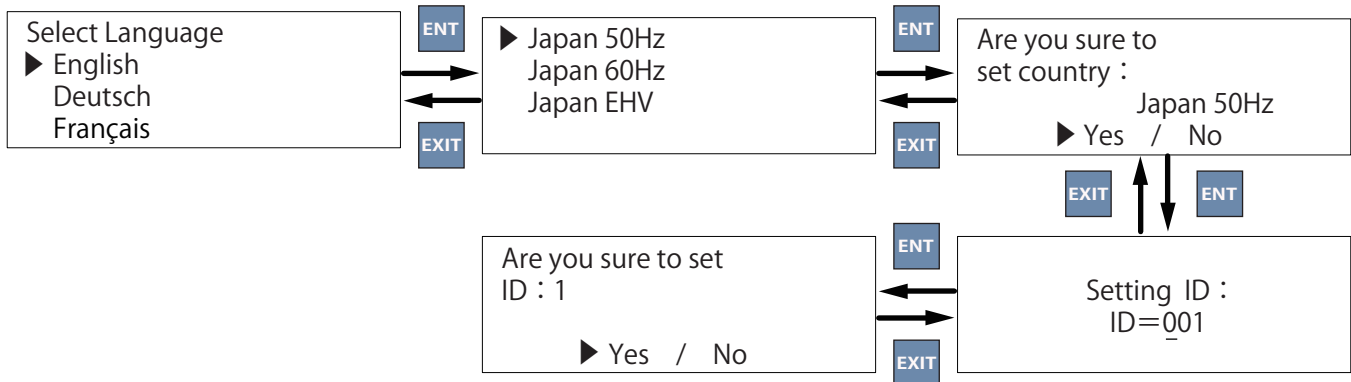 Select Language
▶ English
Deutsch
Français
ENT
EXIT
▶ Japan 50Hz
Japan 60Hz
Japan EHV
ENT
EXIT
Are you sure to
set country：
Japan 50Hz
▶ Yes / No
EXIT
ENT
Setting ID：
ID＝001
ENT
EXIT
Are you sure to set
ID：1
▶ Yes / No